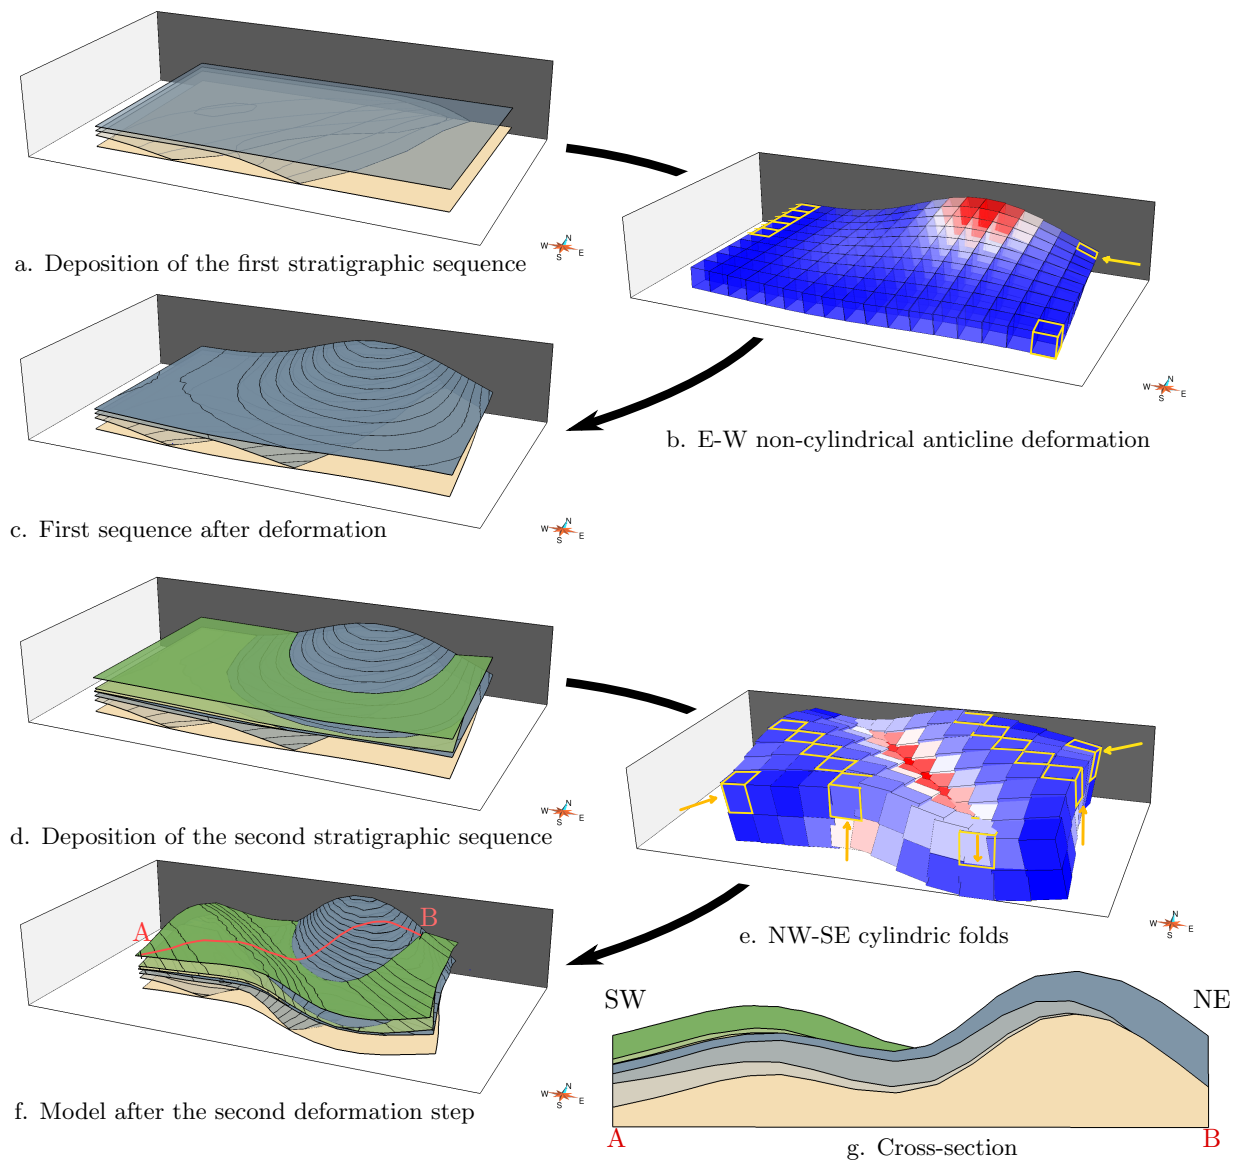 W N E S
a. Deposition of the first stratigraphic sequence
W N E S
b. E-W non-cylindrical anticline deformation
W N E S
c. First sequence after deformation
W N E S
d. Deposition of the second stratigraphic sequence
W N E S
e. NW-SE cylindric folds
A B
W N E S
f. Model after the second deformation step
SW NE
A B
g. Cross-section